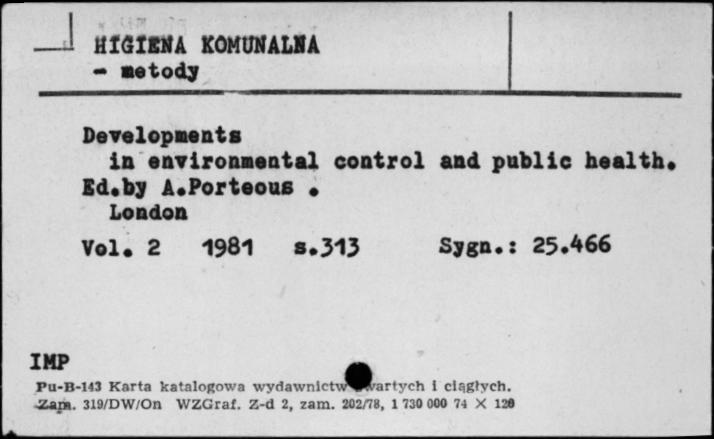 HIGIENA KOMUNALNA
- metody
Developments
in environmental control and public health.
Ed.by A.Porteous .
London
Vol. 2 1981 s.313 Sygn.: 25.466
IMP
Pu-B-143 Karta katalogowa wydawnictw i ciągłych.
Zam. 319/DW/On WZGraf. Z-d 2, zam. 202/78, 1 730 000 74 X 120